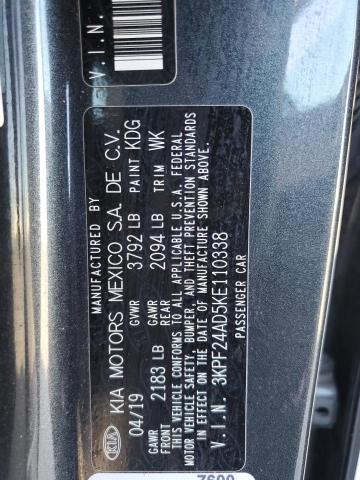 V.I.N.
MANUFACTURED BY
KIA KIA MOTORS MEXICO S.A. DE C.V.
04/19 GVWR 3792 LB PAINT KDG
GAWR FRONT 2183 LB GAWR REAR 2094 LB TRIM WK
THIS VEHICLE CONFORMS TO ALL APPLICABLE U.S.A. FEDERAL
MOTOR VEHICLE SAFETY, BUMPER, AND THEFT PREVENTION STANDARDS
IN EFFECT ON THE DATE OF MANUFACTURE SHOWN ABOVE.
V.I.N. 3KPF24AD5KE110338
PASSENGER CAR